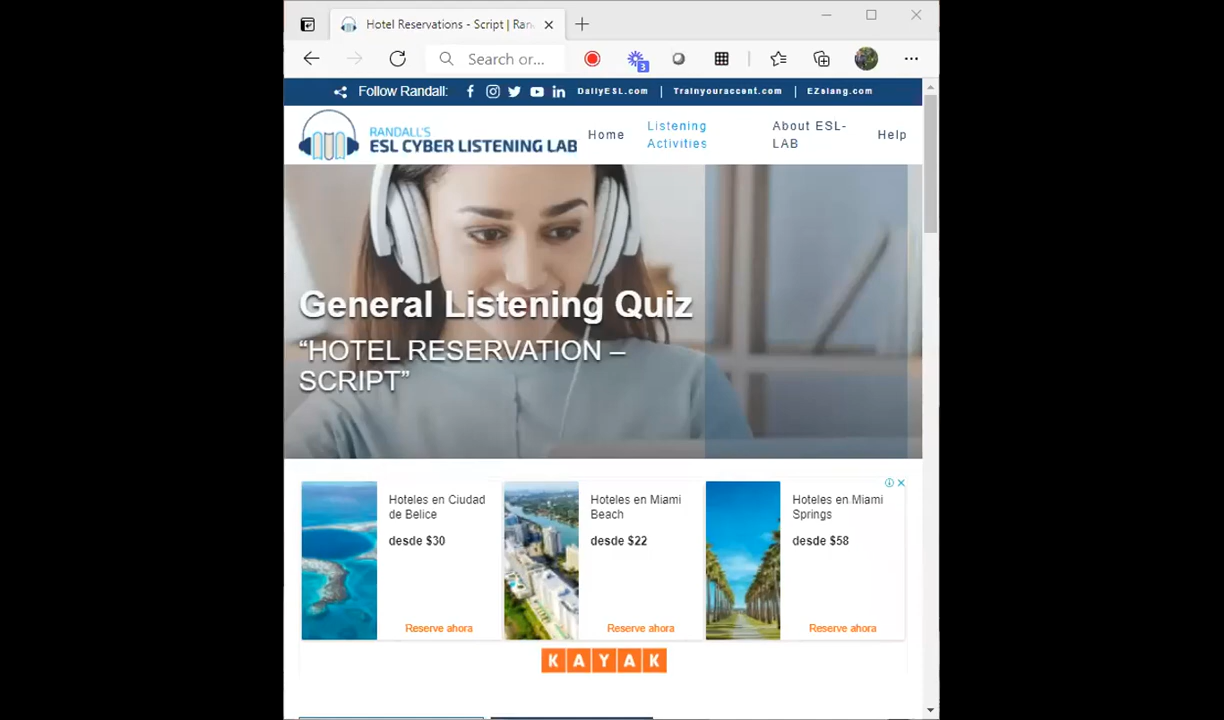 Hotel Reservations - Script | Ran
Search or...
3
Follow Randall:
DailyESL.com | Trainyouraccent.com | EZslang.com
RANDALL'S
ESL CYBER LISTENING LAB
Home
Listening
Activities
About ESL-
LAB
Help
General Listening Quiz
“HOTEL RESERVATION –
SCRIPT”
Hoteles en Ciudad
de Belice
desde $30
Reserve ahora
Hoteles en Miami
Beach
desde $22
Reserve ahora
Hoteles en Miami
Springs
desde $58
Reserve ahora
KAYAK